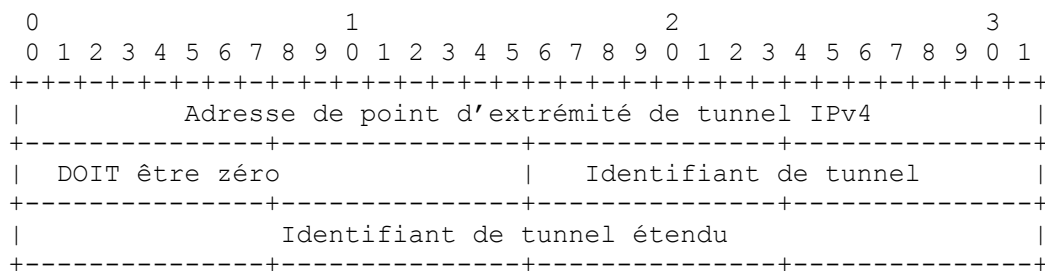 0                   1                   2                   3
 0 1 2 3 4 5 6 7 8 9 0 1 2 3 4 5 6 7 8 9 0 1 2 3 4 5 6 7 8 9 0 1
+-+-+-+-+-+-+-+-+-+-+-+-+-+-+-+-+-+-+-+-+-+-+-+-+-+-+-+-+-+-+-+-+
|          Adresse de point d’extrémité de tunnel IPv4          |
+---------------+---------------+---------------+---------------+
|  DOIT être zéro               |   Identifiant de tunnel       |
+---------------+---------------+---------------+---------------+
|                Identifiant de tunnel étendu                   |
+---------------+---------------+---------------+---------------+